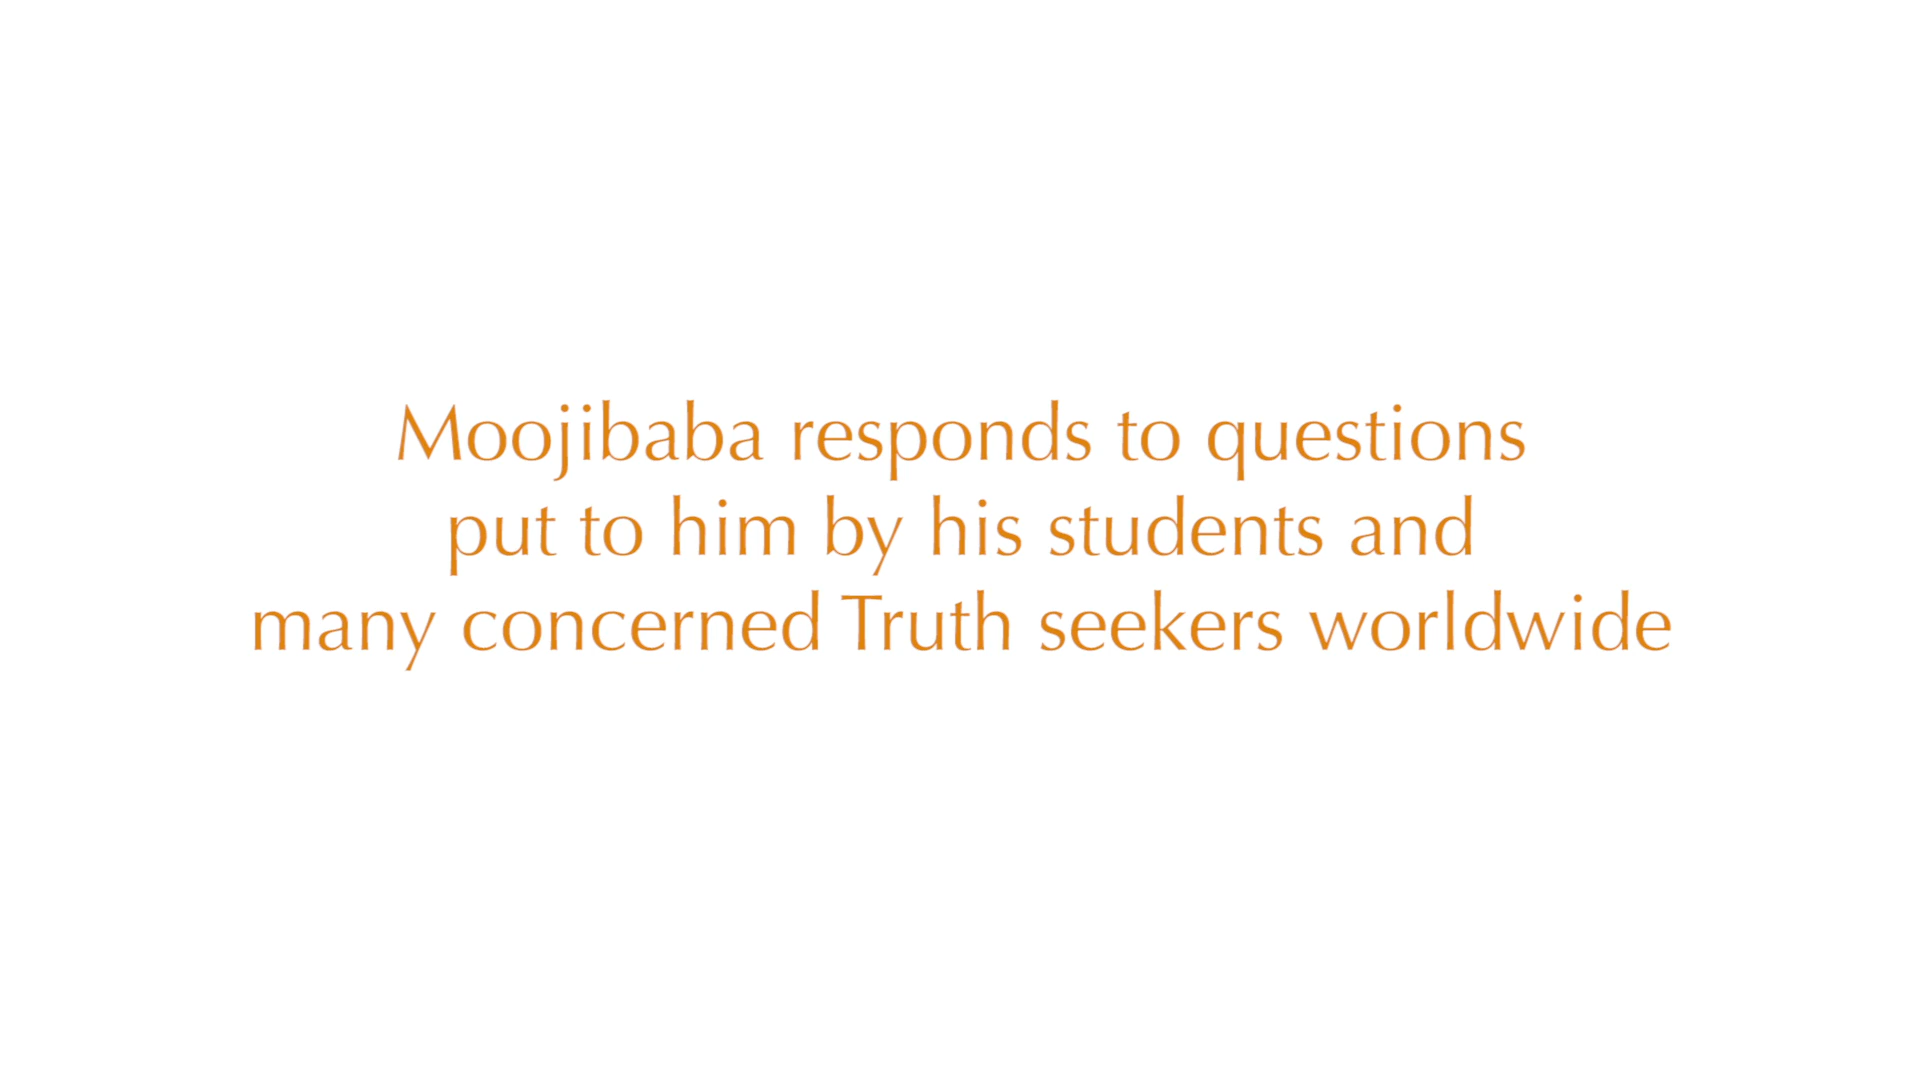 Moojibaba responds to questions
put to him by his students and
many concerned Truth seekers worldwide